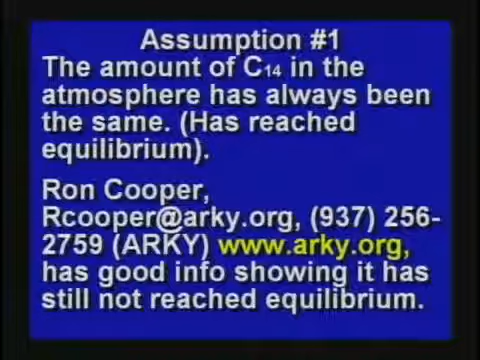 Assumption #1
The amount of C14 in the
atmosphere has always been
the same. (Has reached
equilibrium).
Ron Cooper,
Rcooper@arky.org, (937) 256-
2759 (ARKY) www.arky.org,
has good info showing it has
still not reached equilibrium.